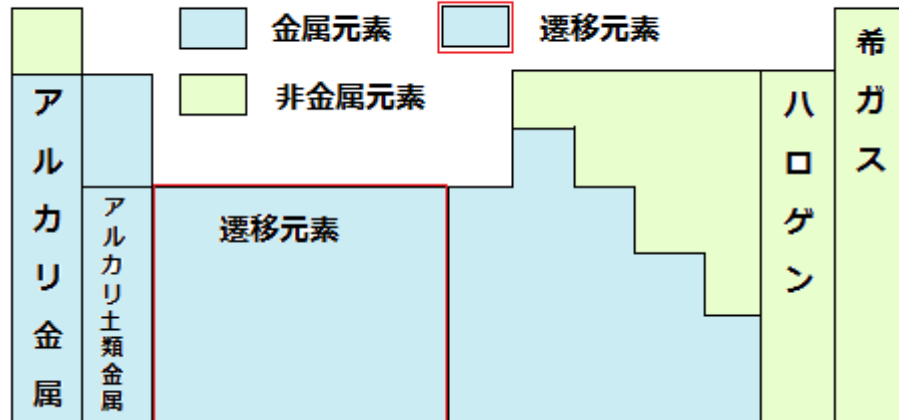 金属元素
遷移元素
非金属元素
アルカリ金属
アルカリ土類金属
遷移元素
ハロゲン
希ガス